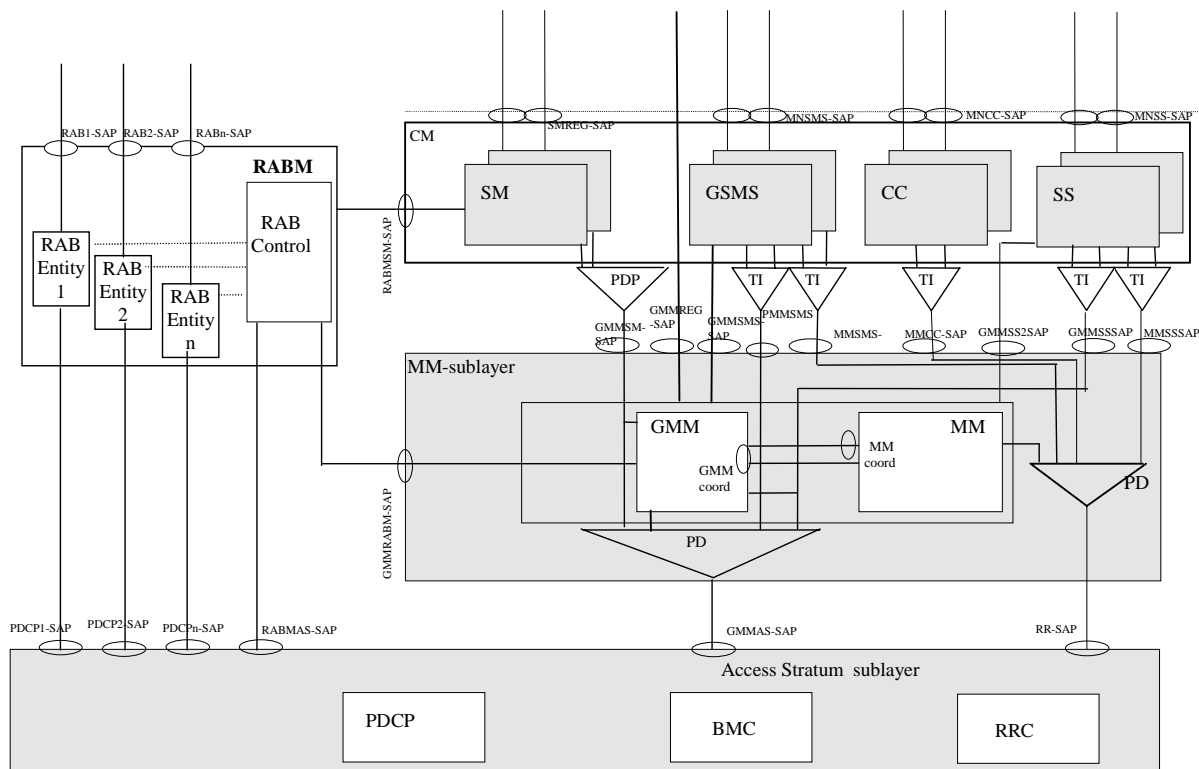 SMREG-SAP
MNSMS-SAP
MNCC-SAP
MNSS-SAP
RAB1-SAP
RAB2-SAP
RABn-SAP
CM
RABM
SM
GSMS
CC
SS
RAB
Control
RABMSM-SAP
RAB
Entity
1
RAB
Entity
2
RAB
Entity
n
PDP
TI
TI
TI
TI
TI
GMMSM-
SAP
GMMREG
-SAP
GMMSMS-
SAP
PMMSMS
MMSMS-
MMCC-SAP
GMMSS2SAP
GMMSSSAP
MMSSSAP
MM-sublayer
GMM
MM
GMM
coord
MM
coord
PD
PD
GMMRABM-SAP
PDCP1-SAP
PDCP2-SAP
PDCPn-SAP
RABMAS-SAP
GMMAS-SAP
RR-SAP
Access Stratum sublayer
PDCP
BMC
RRC